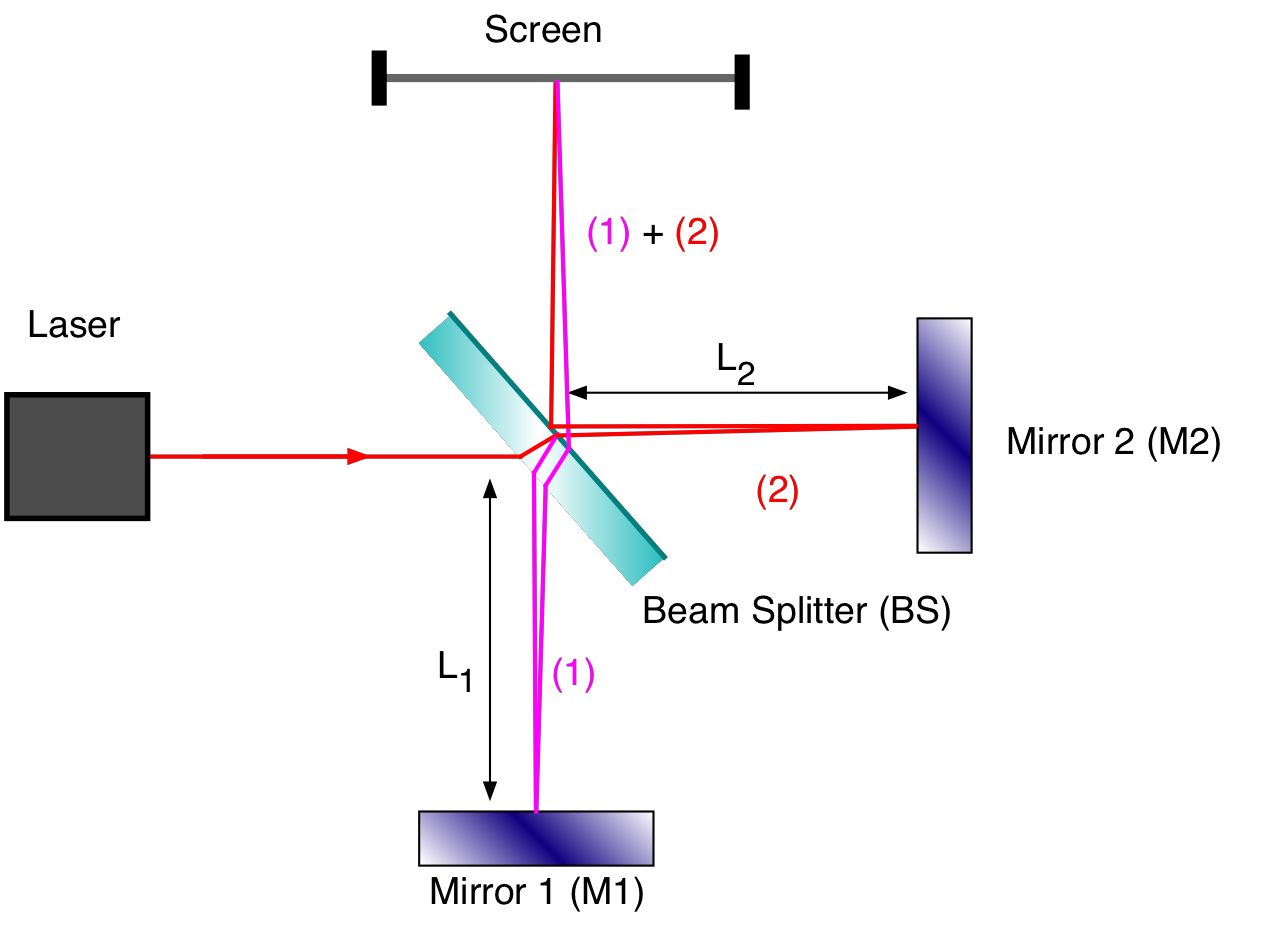 Screen
(1) + (2)
Laser
L2
Mirror 2 (M2)
(2)
Beam Splitter (BS)
L1
(1)
Mirror 1 (M1)